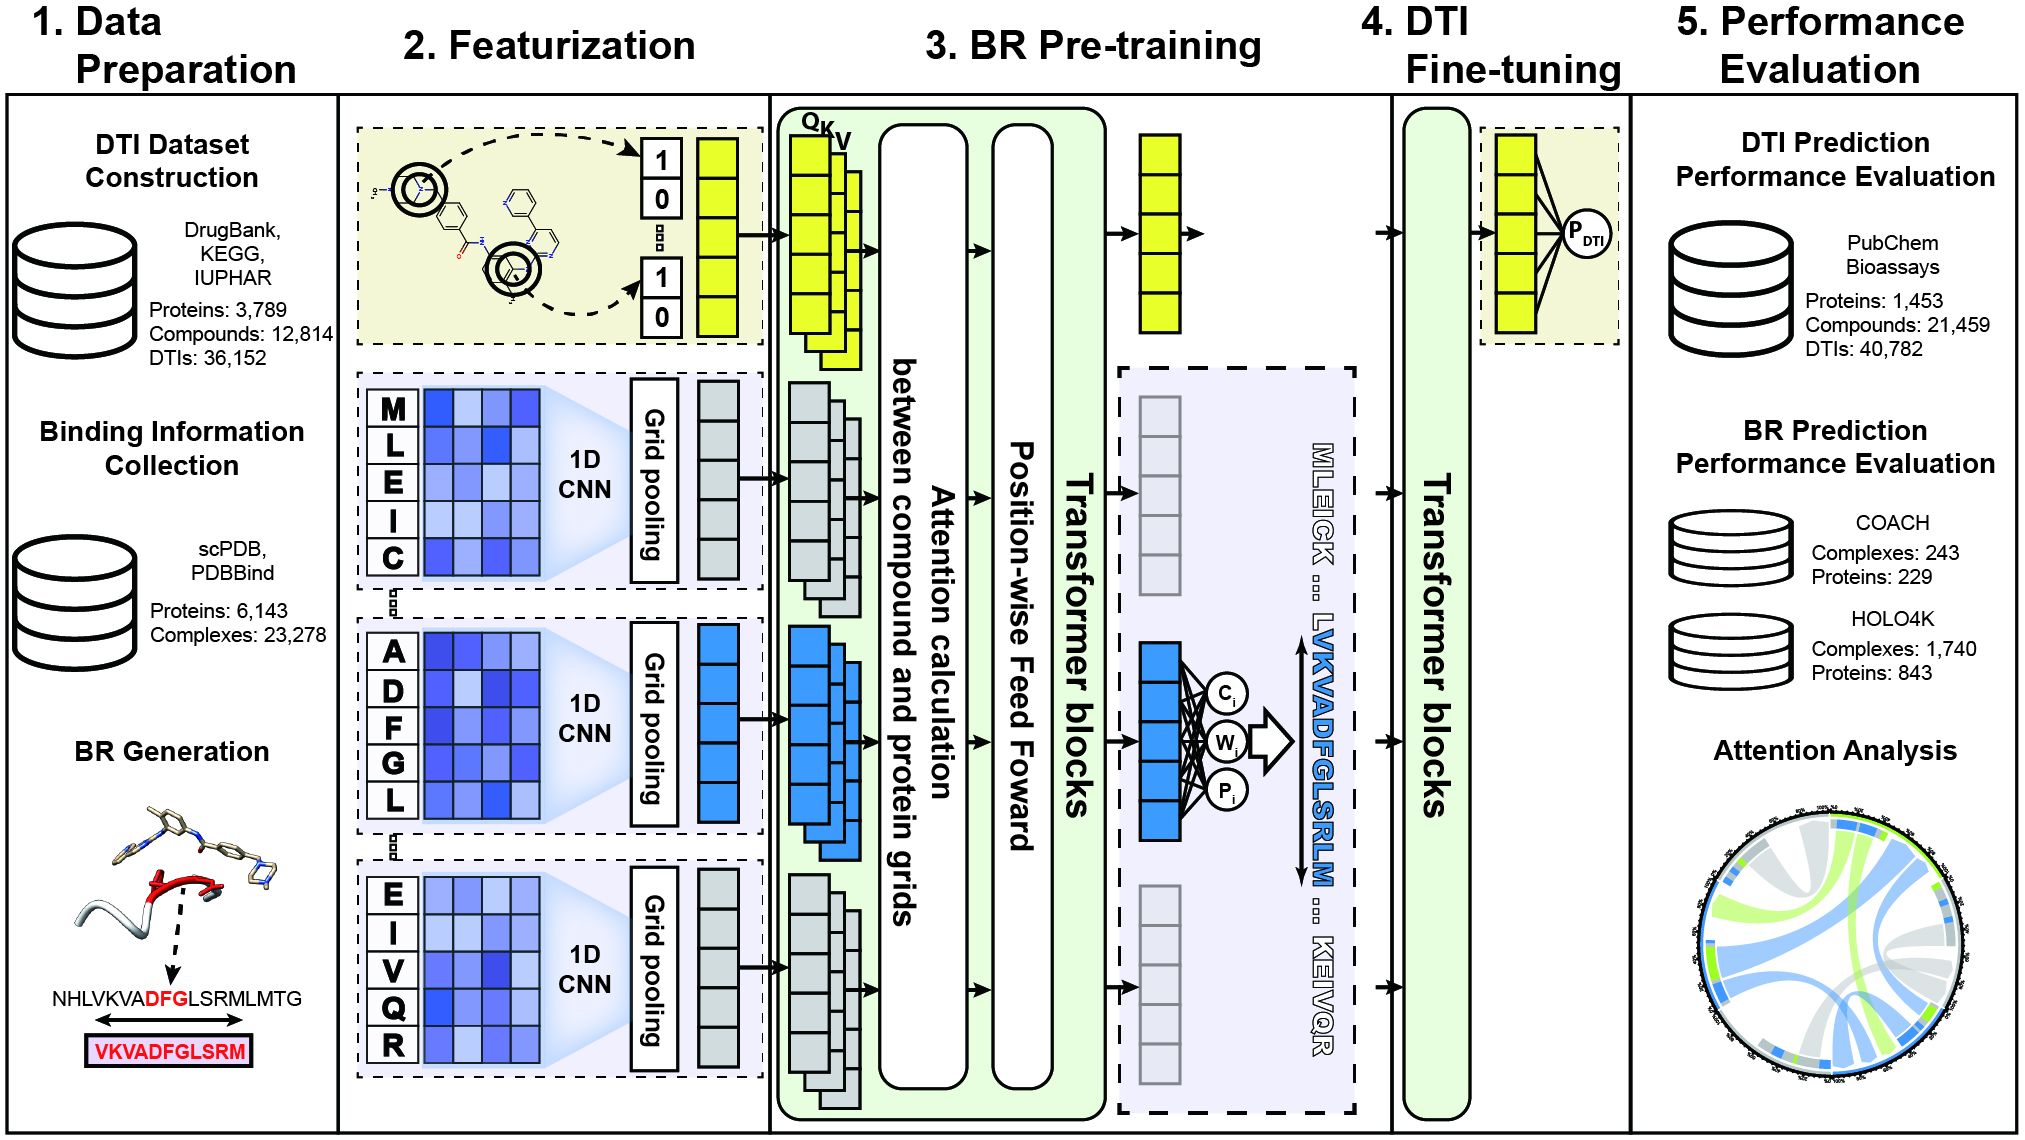 1. Data
Preparation
2. Featurization
3. BR Pre-training
4. DTI
Fine-tuning
5. Performance
Evaluation
DTI Dataset
Construction
DrugBank,
KEGG,
IUPHAR
Proteins: 3,789
Compounds: 12,814
DTIs: 36,152
Binding Information
Collection
scPDB,
PDBBind
Proteins: 6,143
Complexes: 23,278
BR Generation
NHLVKVADFGLSRMLMTG
VKVADFGLSRM
1
0
1
0
M
L
E
I
C
1D
CNN
Grid pooling
A
D
F
G
L
1D
CNN
Grid pooling
E
I
V
Q
R
1D
CNN
Grid pooling
Q
K
V
Attention calculation
between compound and protein grids
Position-wise Feed Foward
Transformer blocks
Ci
Wi
Pi
MLEICK ... LVKVADFGLSRLM ... KEIVQR
Transformer blocks
PDTI
DTI Prediction
Performance Evaluation
PubChem
Bioassays
Proteins: 1,453
Compounds: 21,459
DTIs: 40,782
BR Prediction
Performance Evaluation
COACH
Complexes: 243
Proteins: 229
HOLO4K
Complexes: 1,740
Proteins: 843
Attention Analysis